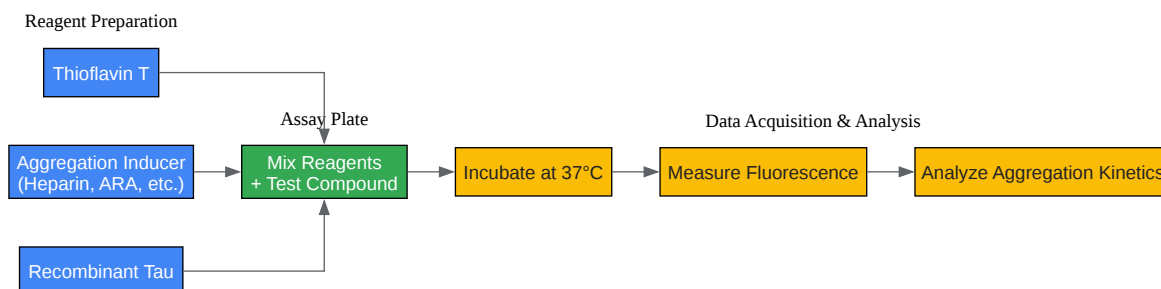 Reagent Preparation
Thioflavin T
Assay Plate
Data Acquisition & Analysis
Aggregation Inducer
(Heparin, ARA, etc.)
Mix Reagents
+ Test Compound
Incubate at 37°C
Measure Fluorescence
Analyze Aggregation Kinetics
Recombinant Tau